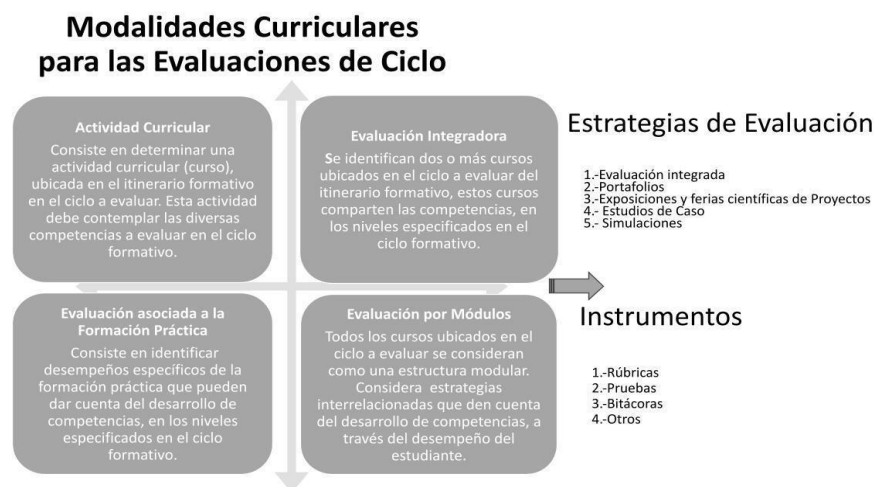 Modalidades Curriculares
para las Evaluaciones de Ciclo
Actividad Curricular
Consiste en determinar una
actividad curricular (curso),
ubicada en el itinerario formativo
en el ciclo a evaluar. Esta actividad
debe contemplar las diversas
competencias a evaluar en el ciclo
formativo.
Evaluación Integradora
Se identifican dos o más cursos
ubicados en el ciclo a evaluar del
itinerario formativo, estos cursos
comparten las competencias, en
los niveles especificados en el
ciclo formativo.
Evaluación asociada a la
Formación Práctica
Consiste en identificar
desempeños específicos de la
formación práctica que pueden
dar cuenta del desarrollo de
competencias, en los niveles
especificados en el ciclo
formativo.
Evaluación por Módulos
Todos los cursos ubicados en el
ciclo a evaluar se consideran
como una estructura modular.
Considera estrategias
interrelacionadas que den cuenta
del desarrollo de competencias, a
través del desempeño del
estudiante.
Estrategias de Evaluación
1.-Evaluación integrada
2.-Portafolios
3.-Exposiciones y ferias científicas de Proyectos
4.- Estudios de Caso
5.- Simulaciones
Instrumentos
1.-Rúbricas
2.-Pruebas
3.-Bitácoras
4.-Otros